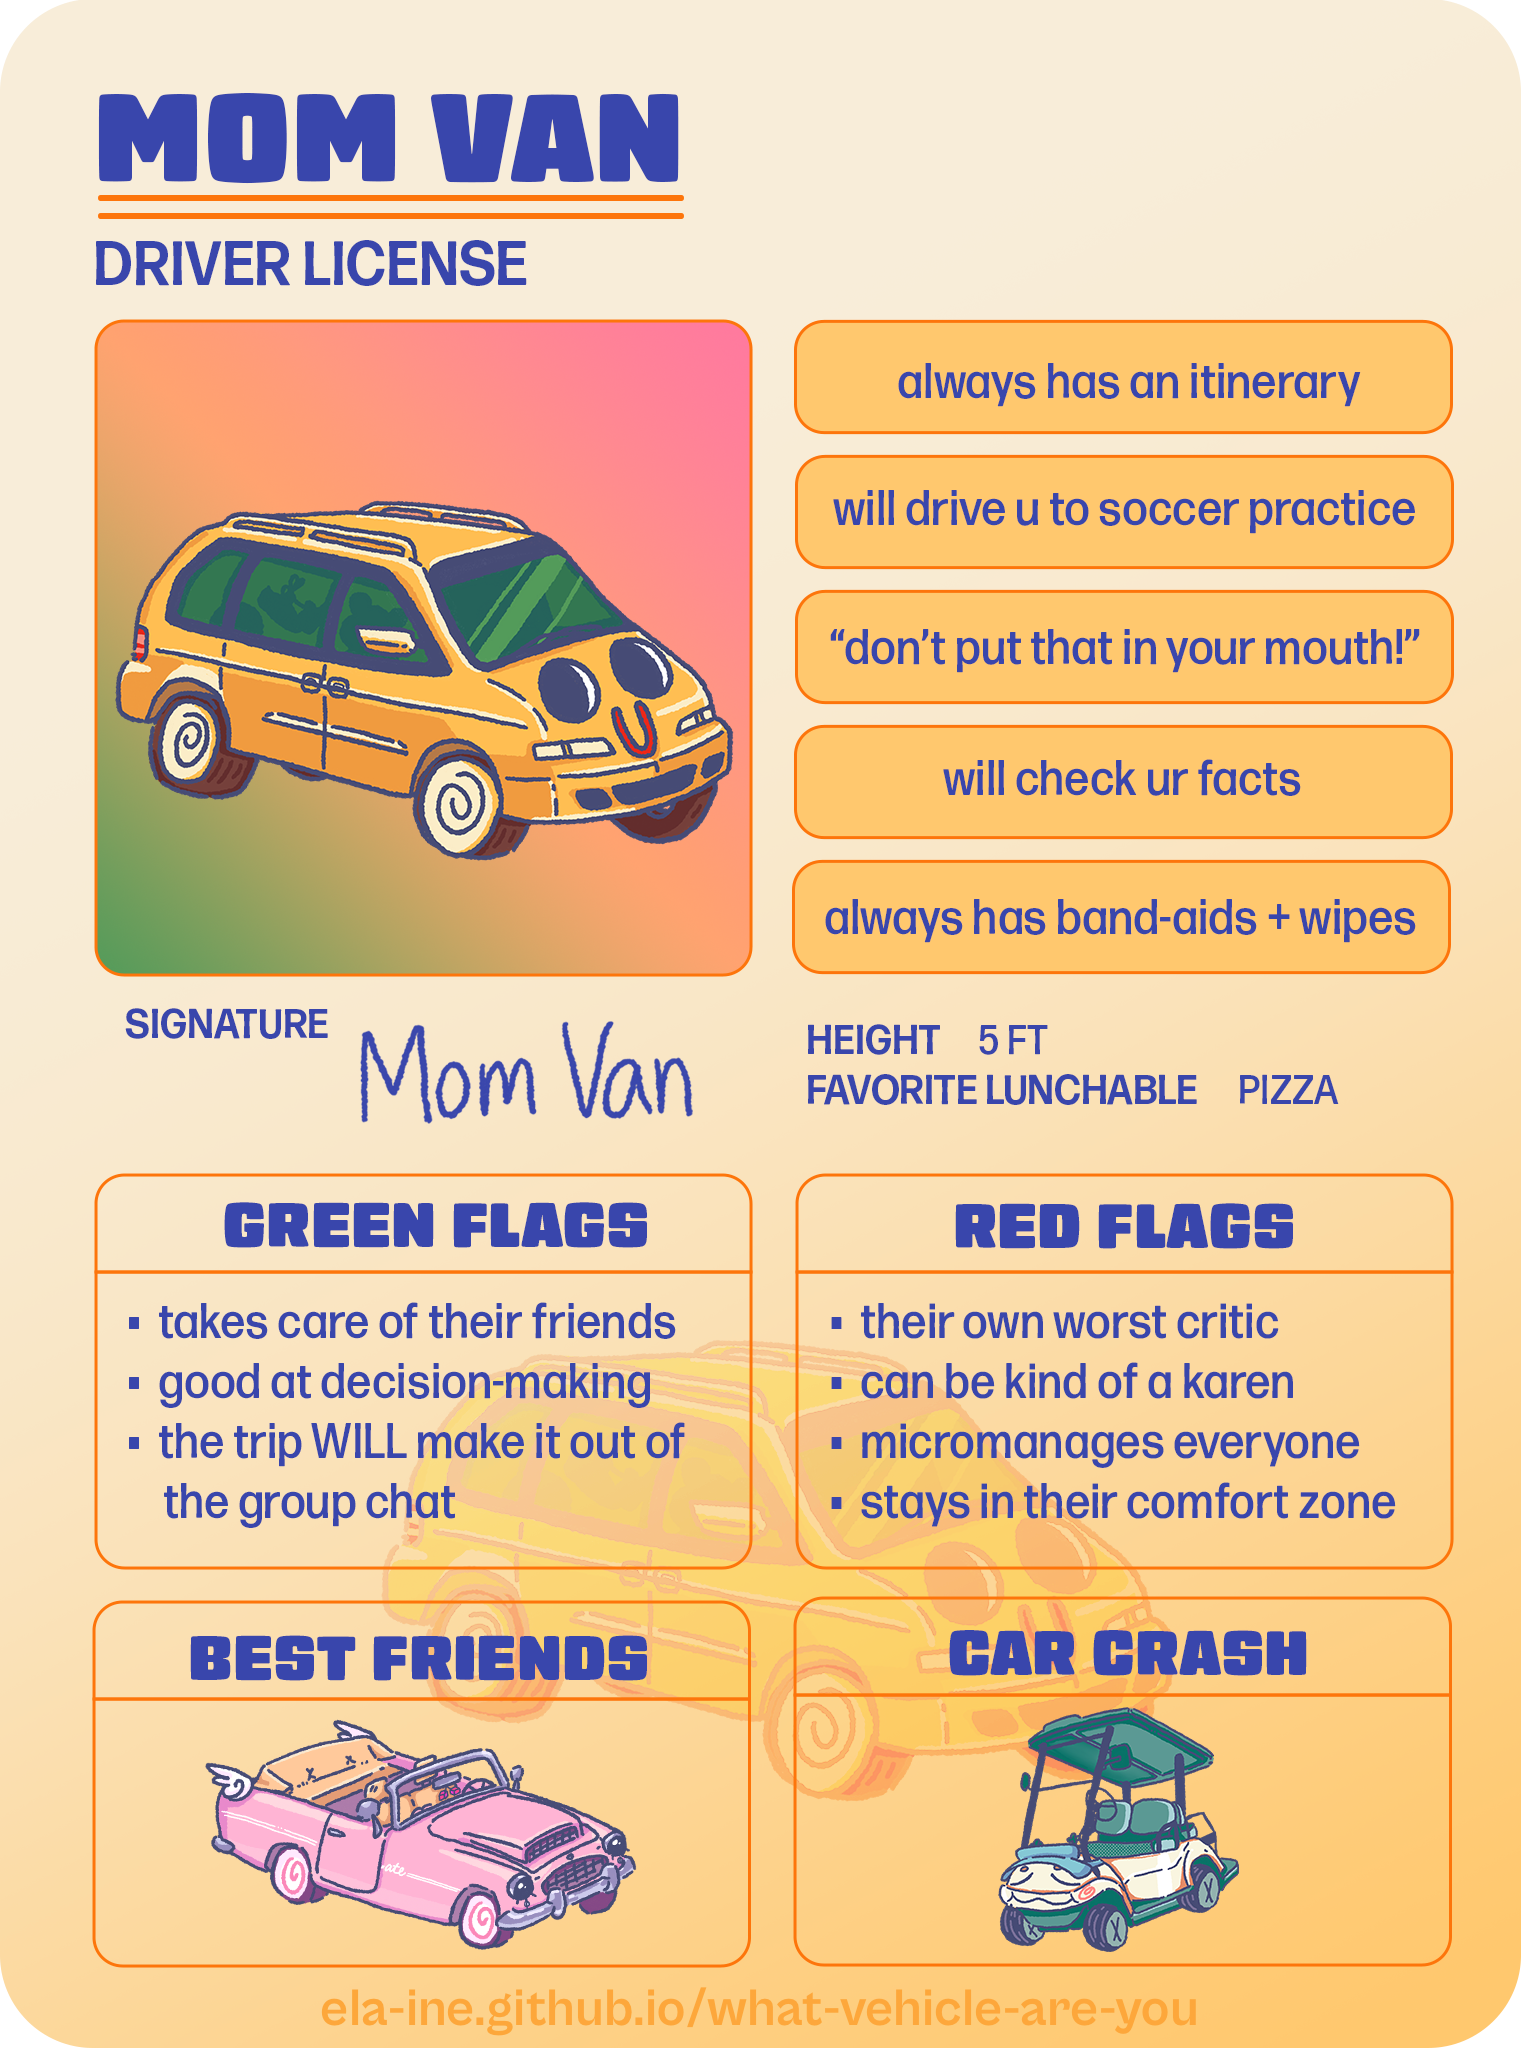 MOM VAN
DRIVER LICENSE
always has an itinerary
will drive u to soccer practice
“don’t put that in your mouth!”
will check ur facts
always has band-aids + wipes
SIGNATURE Mom Van
HEIGHT 5 FT
FAVORITE LUNCHABLE PIZZA
GREEN FLAGS
▪ takes care of their friends
▪ good at decision-making
▪ the trip WILL make it out of
the group chat
RED FLAGS
▪ their own worst critic
▪ can be kind of a karen
▪ micromanages everyone
▪ stays in their comfort zone
BEST FRIENDS
CAR CRASH
ela-ine.github.io/what-vehicle-are-you